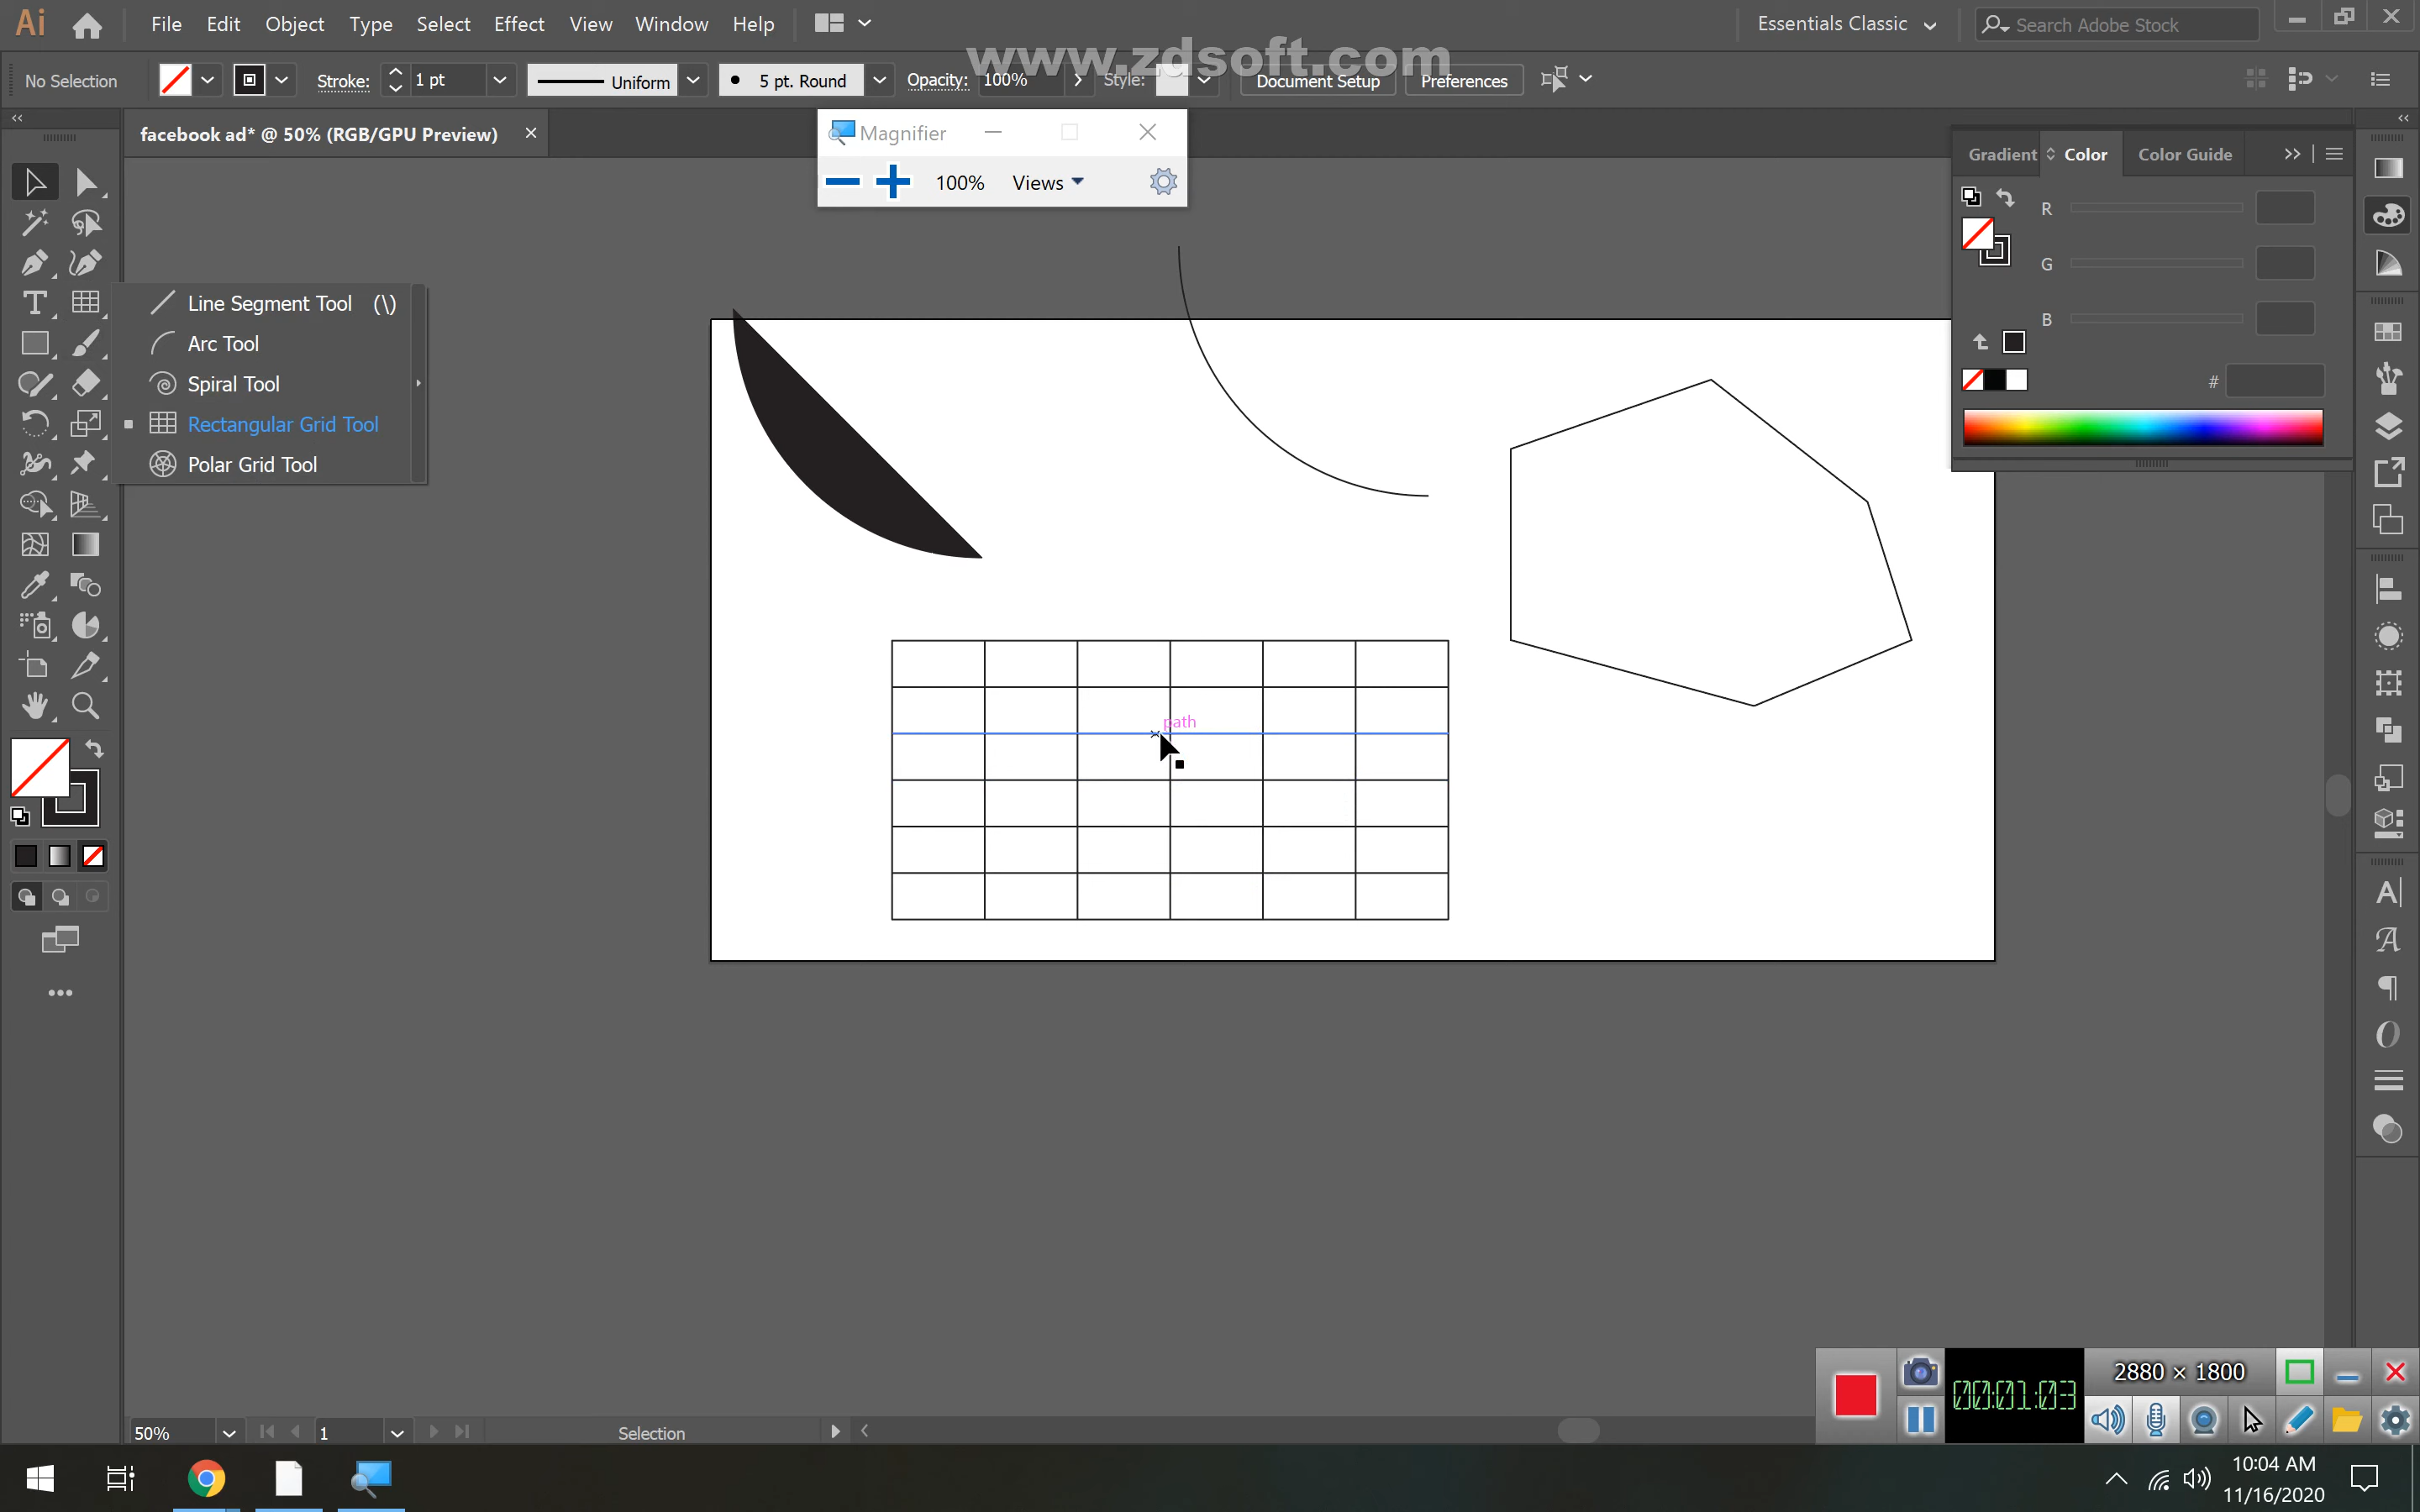 Ai File Edit Object Type Select Effect View Window Help Essentials Classic Search Adobe Stock
www.zdsoft.com
No Selection Stroke: 1 pt Uniform 5 pt. Round Opacity: 100% Style: Document Setup Preferences
facebook ad* @ 50% (RGB/GPU Preview)
Magnifier
100% Views
Gradient Color Color Guide
R
G
B
#
Line Segment Tool (\)
Arc Tool
Spiral Tool
Rectangular Grid Tool
Polar Grid Tool
path
50% 1 Selection
2880 × 1800
00:01:03
10:04 AM
11/16/2020